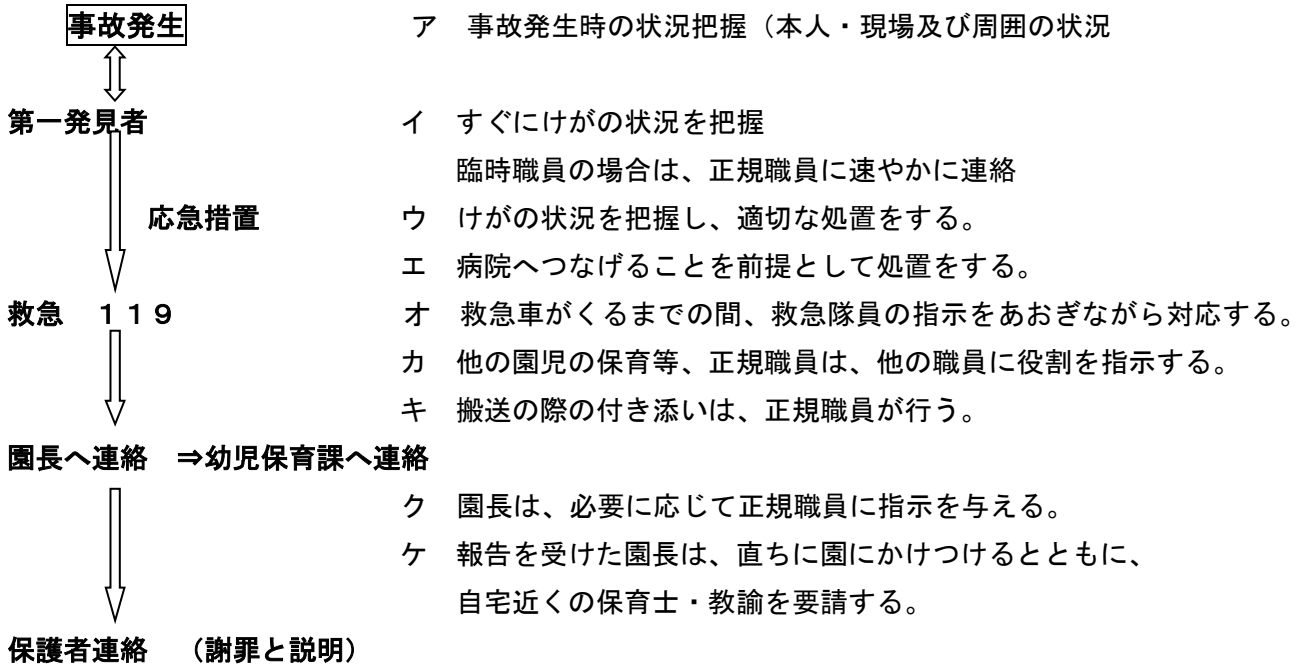 事故発生 ア 事故発生時の状況把握（本人・現場及び周囲の状況
第一発見者 イ すぐにけがの状況を把握
臨時職員の場合は、正規職員に速やかに連絡
応急措置 ウ けがの状況を把握し、適切な処置をする。
エ 病院へつなげることを前提として処置をする。
救急 １１９ オ 救急車がくるまでの間、救急隊員の指示をあおぎながら対応する。
カ 他の園児の保育等、正規職員は、他の職員に役割を指示する。
キ 搬送の際の付き添いは、正規職員が行う。
園長へ連絡 ⇒幼児保育課へ連絡
ク 園長は、必要に応じて正規職員に指示を与える。
ケ 報告を受けた園長は、直ちに園にかけつけるとともに、
自宅近くの保育士・教諭を要請する。
保護者連絡 （謝罪と説明）